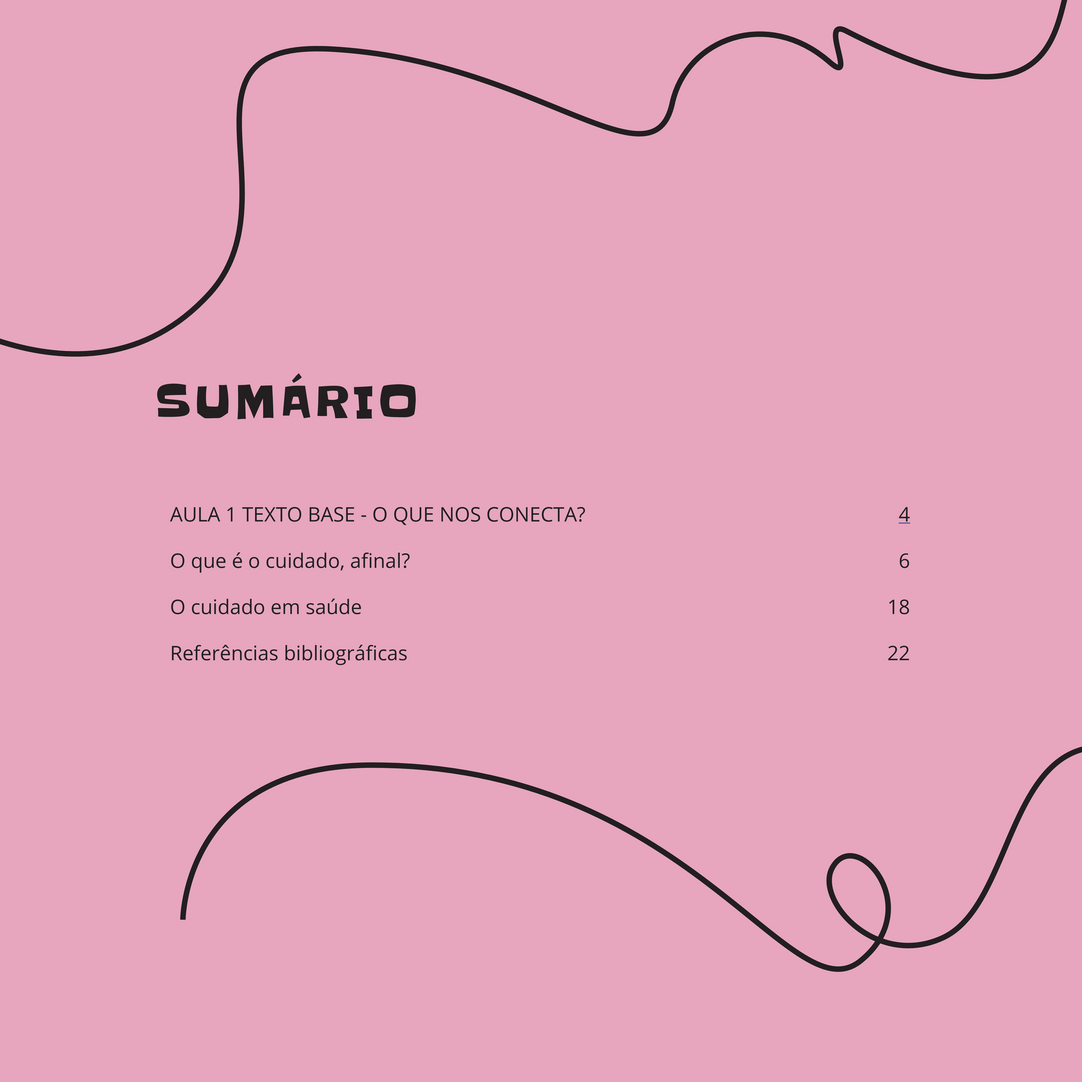 SUMÁRIO
AULA 1 TEXTO BASE - O QUE NOS CONECTA? 4
O que é o cuidado, afinal? 6
O cuidado em saúde 18
Referências bibliográficas 22